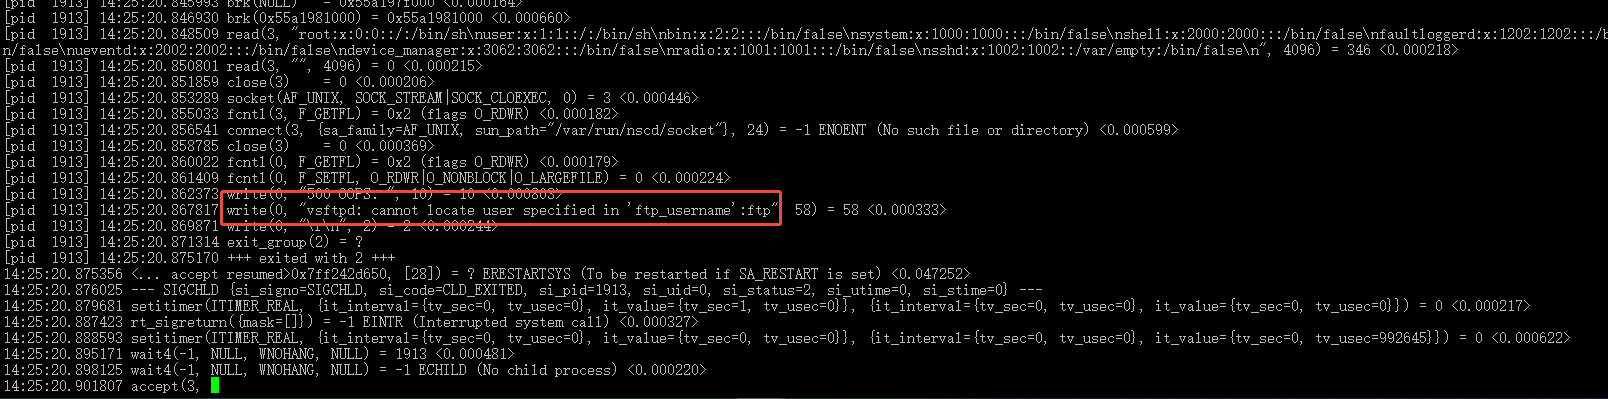 [pid  1913] 14:25:20.845993 brk(NULL)   = 0x55a197f000 <0.000164>
[pid  1913] 14:25:20.846930 brk(0x55a1981000) = 0x55a1981000 <0.000660>
[pid  1913] 14:25:20.848509 read(3, "root:x:0:0::/:/bin/sh\nuser:x:1:1::/:/bin/sh\nbin:x:2:2:::/bin/false\nsystem:x:1000:1000:::/bin/false\nshell:x:2000:2000:::/bin/false\nfaultloggerd:x:1202:1202:::/b
n/false\nueventd:x:2002:2002:::/bin/false\ndevice_manager:x:3062:3062:::/bin/false\nradio:x:1001:1001:::/bin/false\nsshd:x:1002:1002::/var/empty:/bin/false\n", 4096) = 346 <0.000218>
[pid  1913] 14:25:20.850801 read(3, "", 4096) = 0 <0.000215>
[pid  1913] 14:25:20.851859 close(3)    = 0 <0.000206>
[pid  1913] 14:25:20.853289 socket(AF_UNIX, SOCK_STREAM|SOCK_CLOEXEC, 0) = 3 <0.000446>
[pid  1913] 14:25:20.855033 fcntl(3, F_GETFL) = 0x2 (flags O_RDWR) <0.000182>
[pid  1913] 14:25:20.856541 connect(3, {sa_family=AF_UNIX, sun_path="/var/run/nscd/socket"}, 24) = -1 ENOENT (No such file or directory) <0.000599>
[pid  1913] 14:25:20.858785 close(3)    = 0 <0.000369>
[pid  1913] 14:25:20.860022 fcntl(0, F_GETFL) = 0x2 (flags O_RDWR) <0.000179>
[pid  1913] 14:25:20.861409 fcntl(0, F_SETFL, O_RDWR|O_NONBLOCK|O_LARGEFILE) = 0 <0.000224>
[pid  1913] 14:25:20.862373 write(0, "500 OOPS: ", 10) = 10 <0.000803>
[pid  1913] 14:25:20.867817 write(0, "vsftpd: cannot locate user specified in 'ftp_username':ftp", 58) = 58 <0.000333>
[pid  1913] 14:25:20.869871 write(0, "\r\n", 2) = 2 <0.000244>
[pid  1913] 14:25:20.871314 exit_group(2) = ?
[pid  1913] 14:25:20.875170 +++ exited with 2 +++
14:25:20.875356 <... accept resumed>0x7ff242d650, [28]) = ? ERESTARTSYS (To be restarted if SA_RESTART is set) <0.047252>
14:25:20.876025 --- SIGCHLD {si_signo=SIGCHLD, si_code=CLD_EXITED, si_pid=1913, si_uid=0, si_status=2, si_utime=0, si_stime=0} ---
14:25:20.879681 setitimer(ITIMER_REAL, {it_interval={tv_sec=0, tv_usec=0}, it_value={tv_sec=1, tv_usec=0}}, {it_interval={tv_sec=0, tv_usec=0}, it_value={tv_sec=0, tv_usec=0}}) = 0 <0.000217>
14:25:20.887423 rt_sigreturn({mask=[]}) = -1 EINTR (Interrupted system call) <0.000327>
14:25:20.888593 setitimer(ITIMER_REAL, {it_interval={tv_sec=0, tv_usec=0}, it_value={tv_sec=0, tv_usec=0}}, {it_interval={tv_sec=0, tv_usec=0}, it_value={tv_sec=0, tv_usec=992645}}) = 0 <0.000622>
14:25:20.895171 wait4(-1, NULL, WNOHANG, NULL) = 1913 <0.000481>
14:25:20.898125 wait4(-1, NULL, WNOHANG, NULL) = -1 ECHILD (No child process) <0.000220>
14:25:20.901807 accept(3,